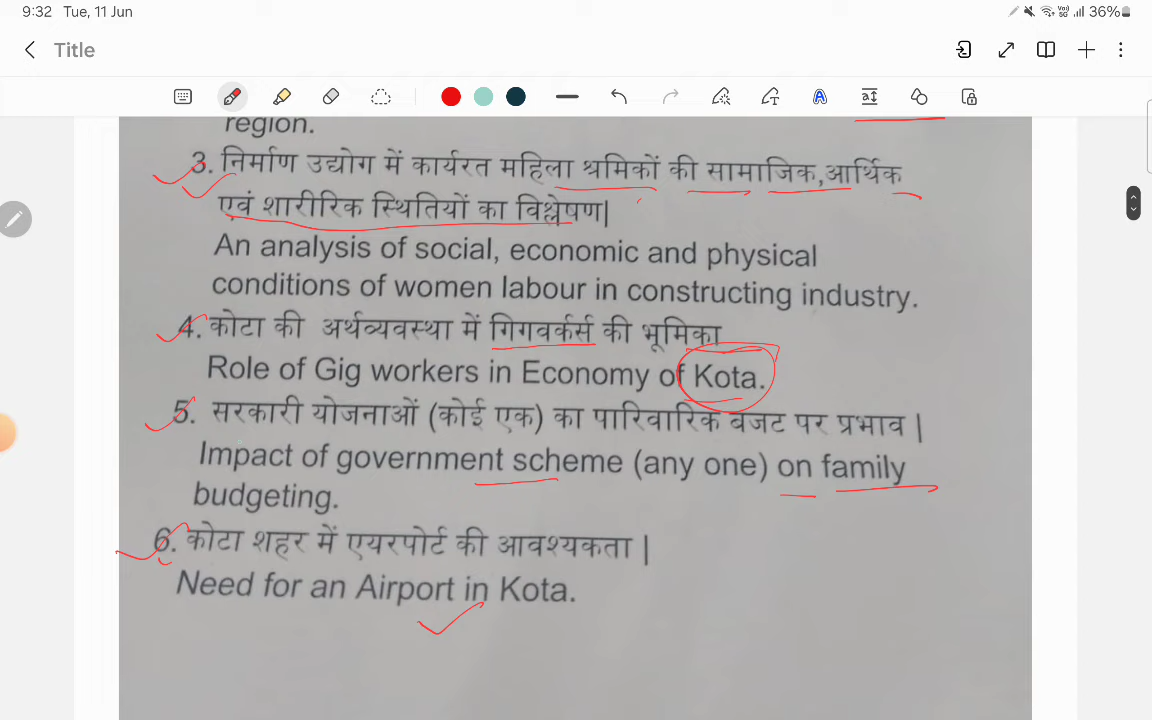 9:32 Tue, 11 Jun
36%
Title
region.
3. निर्माण उद्योग में कार्यरत महिला श्रमिकों की सामाजिक,आर्थिक
एवं शारीरिक स्थितियों का विश्लेषण|
An analysis of social, economic and physical
conditions of women labour in constructing industry.
4. कोटा की अर्थव्यवस्था में गिगवर्कर्स की भूमिका
Role of Gig workers in Economy of Kota.
5. सरकारी योजनाओं (कोई एक) का पारिवारिक बजट पर प्रभाव |
Impact of government scheme (any one) on family
budgeting.
6. कोटा शहर में एयरपोर्ट की आवश्यकता |
Need for an Airport in Kota.